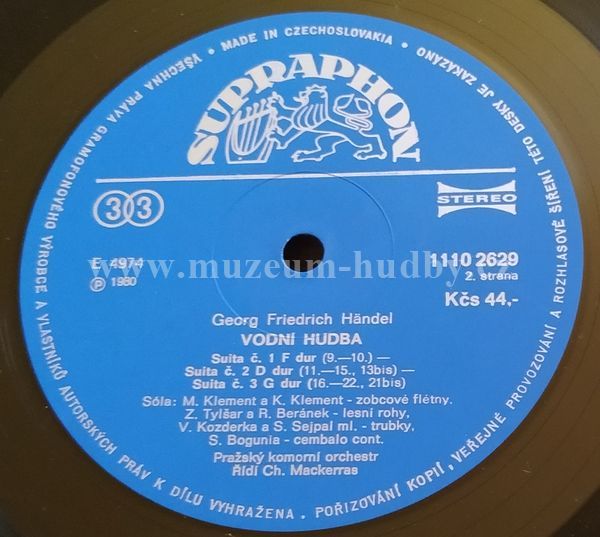 VŠECHNA PRÁVA GRAMOFONOVÉHO VÝROBCE A VLASTNÍKŮ AUTORSKÝCH PRÁV K DÍLU VYHRAŽENA. POŘIZOVÁNÍ KOPIÍ, VEŘEJNÉ PROVOZOVÁNÍ A ROZHLASOVÉ ŠÍŘENÍ TÉTO DESKY JE ZAKÁZÁNO • MADE IN CZECHOSLOVAKIA •
SUPRAPHON
33
STEREO
E 4974
1110 2629
℗ 1980
2. strana
www.muzeum-hudby.cz
Kčs 44,-
Georg Friedrich Händel
VODNÍ HUDBA
Suita č. 1 F dur (9.—10.) —
Suita č. 2 D dur (11.—15., 13bis) —
Suita č. 3 G dur (16.—22., 21bis)
Sóla: M. Klement a K. Klement - zobcové flétny,
Z. Tylšar a R. Beránek - lesní rohy,
V. Kozderka a S. Sejpal ml. - trubky,
S. Bogunia - cembalo cont.
Pražský komorní orchestr
Řídí Ch. Mackerras